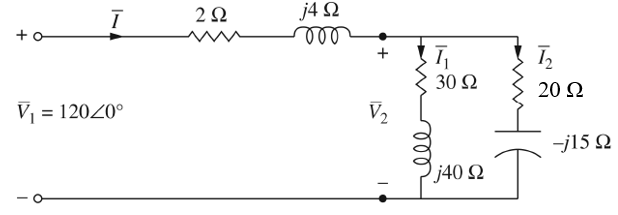 Ī 2 Ω j4 Ω
+
+ Ī₁ Ī₂
30 Ω 20 Ω
V̄₁ = 120∠0° V̄₂
–j15 Ω
j40 Ω
– –